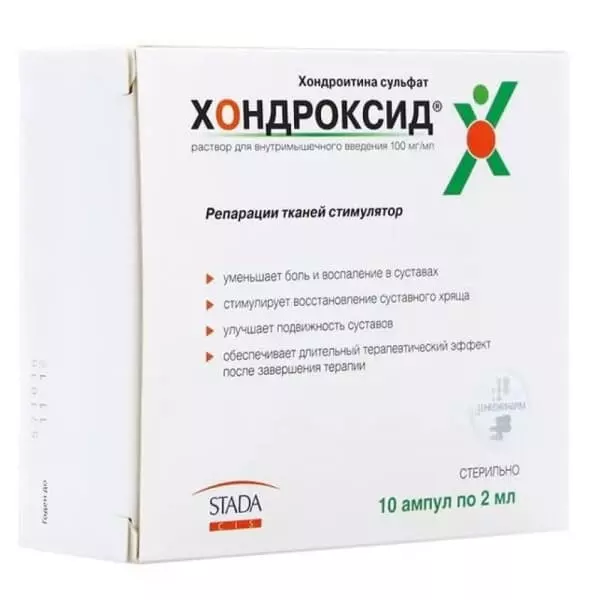 Хондроитина сульфат
ХОНДРОКСИД®
раствор для внутримышечного введения 100 мг/мл
Репарации тканей стимулятор
уменьшает боль и воспаление в суставах
стимулирует восстановление суставного хряща
улучшает подвижность суставов
обеспечивает длительный терапевтический эффект
после завершения терапии
СТЕРИЛЬНО
10 ампул по 2 мл
STADA
CIS
Годен до